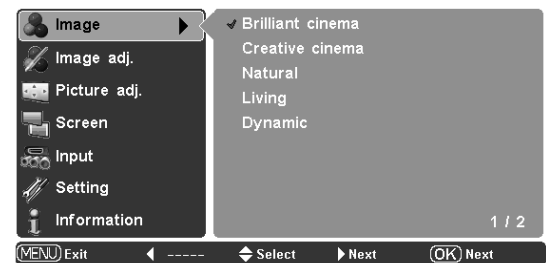 Image
Image adj.
Picture adj.
Screen
Input
Setting
Information
Brilliant cinema
Creative cinema
Natural
Living
Dynamic
1 / 2
MENU Exit ----- Select Next OK Next